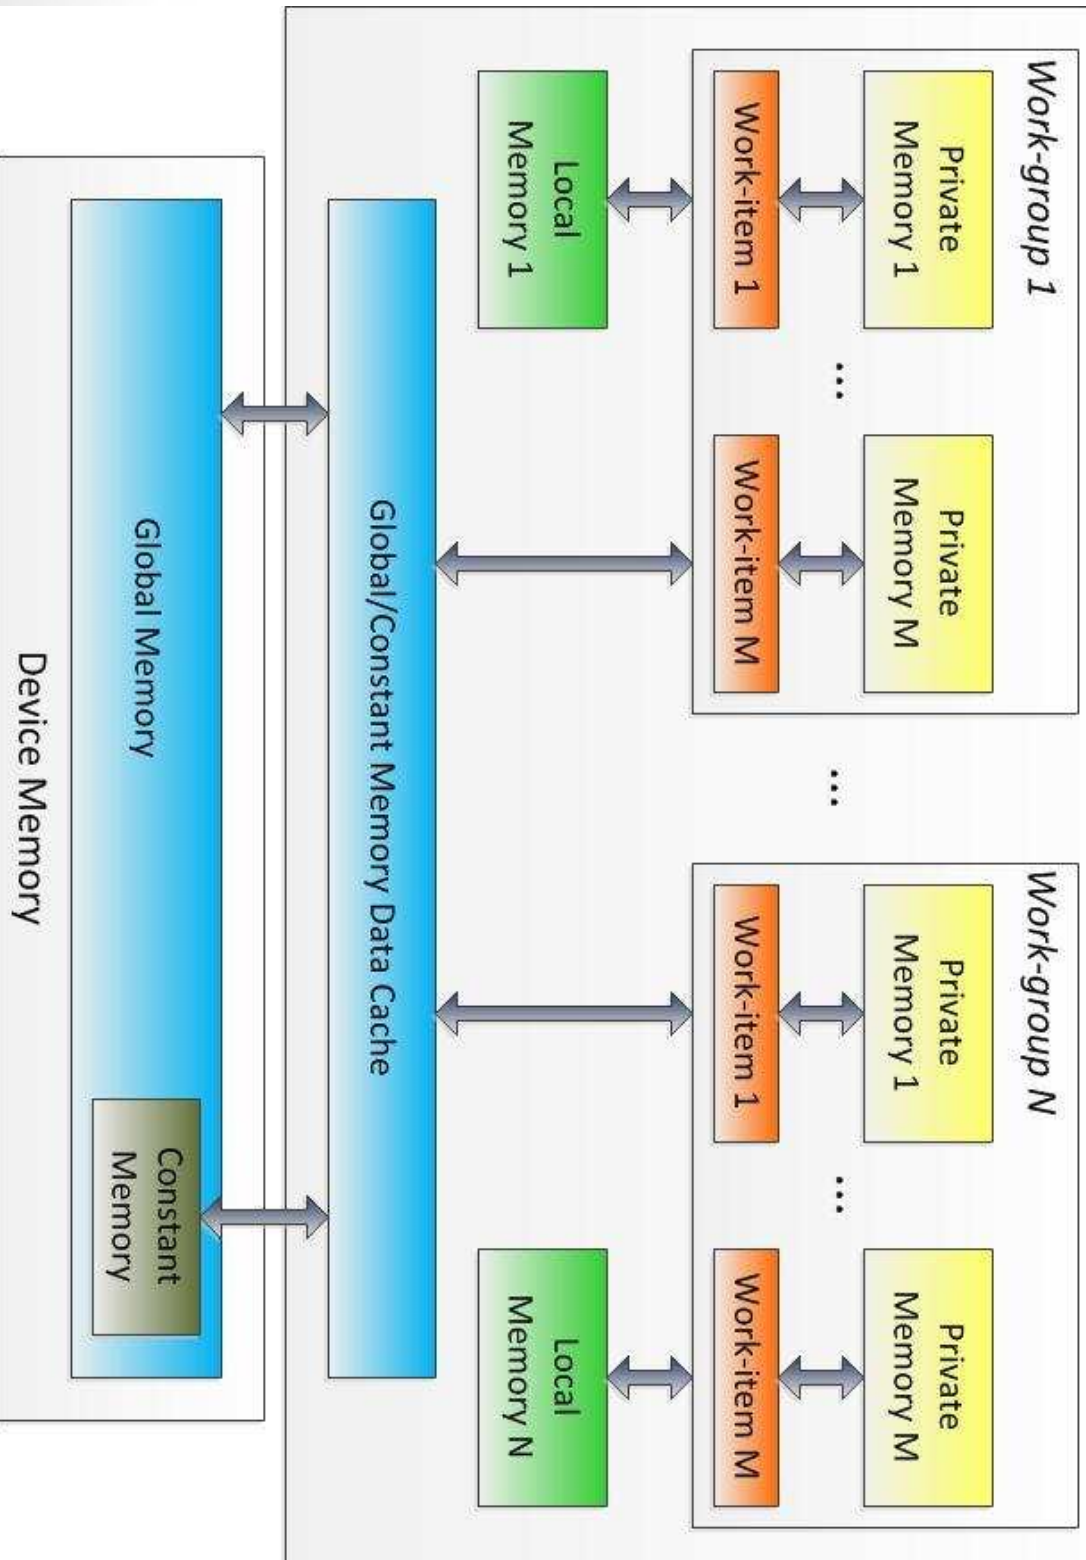 Work-group 1
Private
Memory 1
...
Private
Memory M
Work-item 1
Work-item M
Local
Memory 1
...
Work-group N
Private
Memory 1
...
Private
Memory M
Work-item 1
Work-item M
Local
Memory N
Global/Constant Memory Data Cache
Global Memory
Constant
Memory
Device Memory